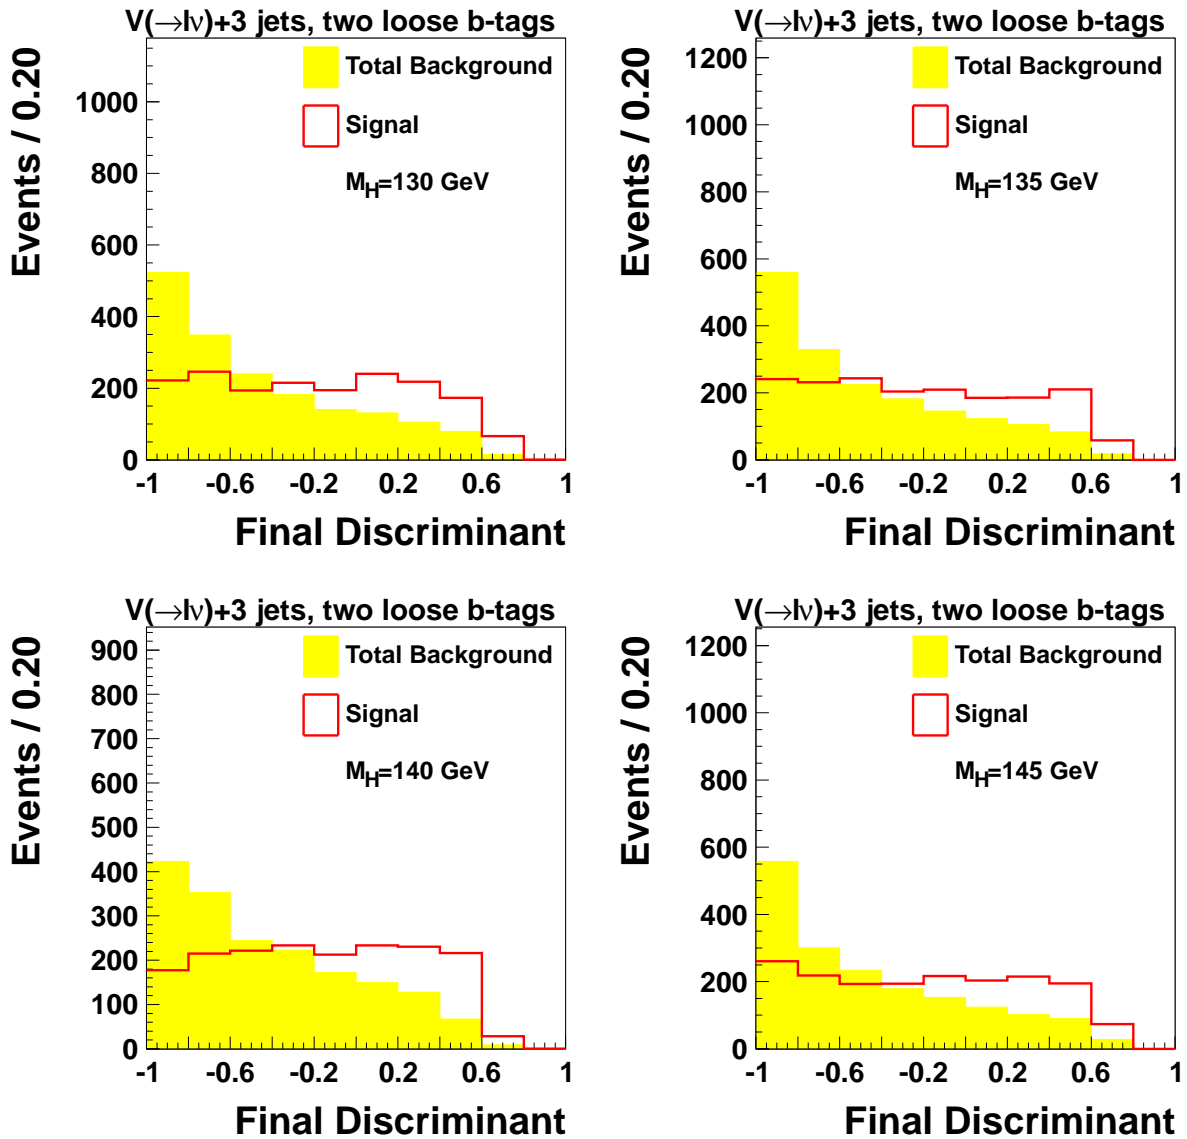 V(→lν)+3 jets, two loose b-tags
Events / 0.20
Total Background
Signal
M_H=130 GeV
1000
800
600
400
200
0
-1 -0.6 -0.2 0.2 0.6 1
Final Discriminant
V(→lν)+3 jets, two loose b-tags
Events / 0.20
Total Background
Signal
M_H=135 GeV
1200
1000
800
600
400
200
0
-1 -0.6 -0.2 0.2 0.6 1
Final Discriminant
V(→lν)+3 jets, two loose b-tags
Events / 0.20
Total Background
Signal
M_H=140 GeV
900
800
700
600
500
400
300
200
100
0
-1 -0.6 -0.2 0.2 0.6 1
Final Discriminant
V(→lν)+3 jets, two loose b-tags
Events / 0.20
Total Background
Signal
M_H=145 GeV
1200
1000
800
600
400
200
0
-1 -0.6 -0.2 0.2 0.6 1
Final Discriminant